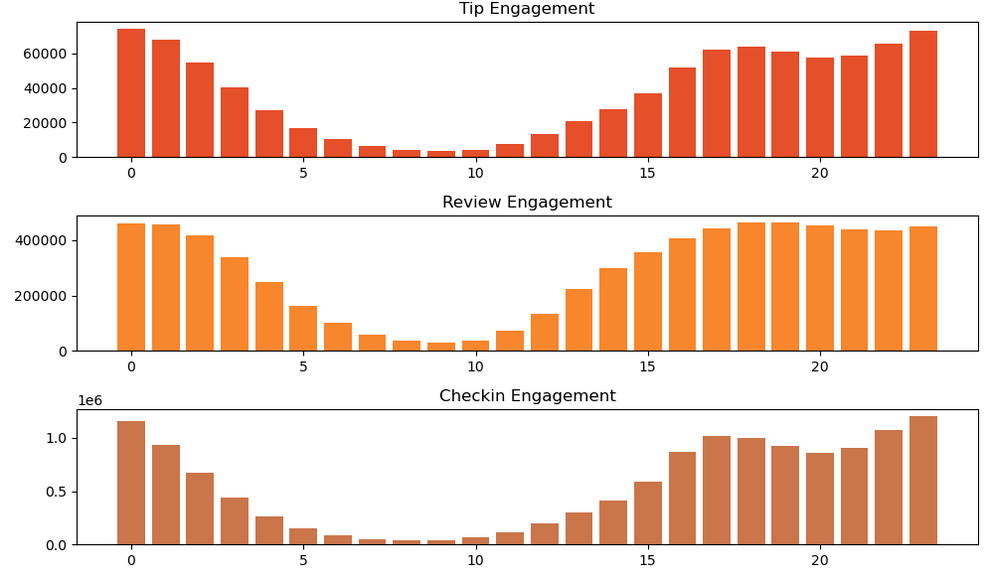 Tip Engagement
60000
40000
20000
0
0 5 10 15 20
Review Engagement
400000
200000
0
0 5 10 15 20
Checkin Engagement
1e6
1.0
0.5
0.0
0 5 10 15 20